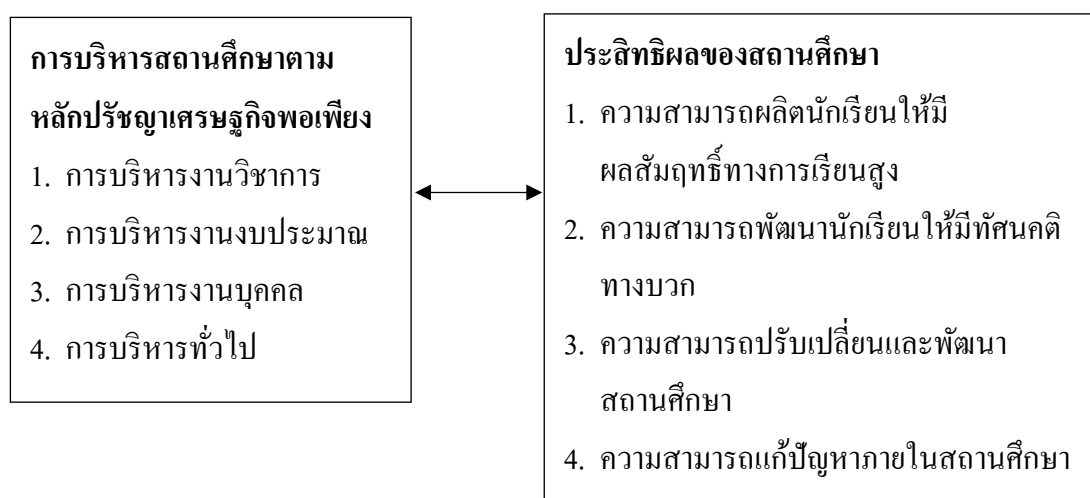 การบริหารสถานศึกษาตาม
หลักปรัชญาเศรษฐกิจพอเพียง
1. การบริหารงานวิชาการ
2. การบริหารงานงบประมาณ
3. การบริหารงานบุคคล
4. การบริหารทั่วไป
ประสิทธิผลของสถานศึกษา
1. ความสามารถผลิตนักเรียนให้มี
ผลสัมฤทธิ์ทางการเรียนสูง
2. ความสามารถพัฒนานักเรียนให้มีทัศนคติ
ทางบวก
3. ความสามารถปรับเปลี่ยนและพัฒนา
สถานศึกษา
4. ความสามารถแก้ปัญหาภายในสถานศึกษา